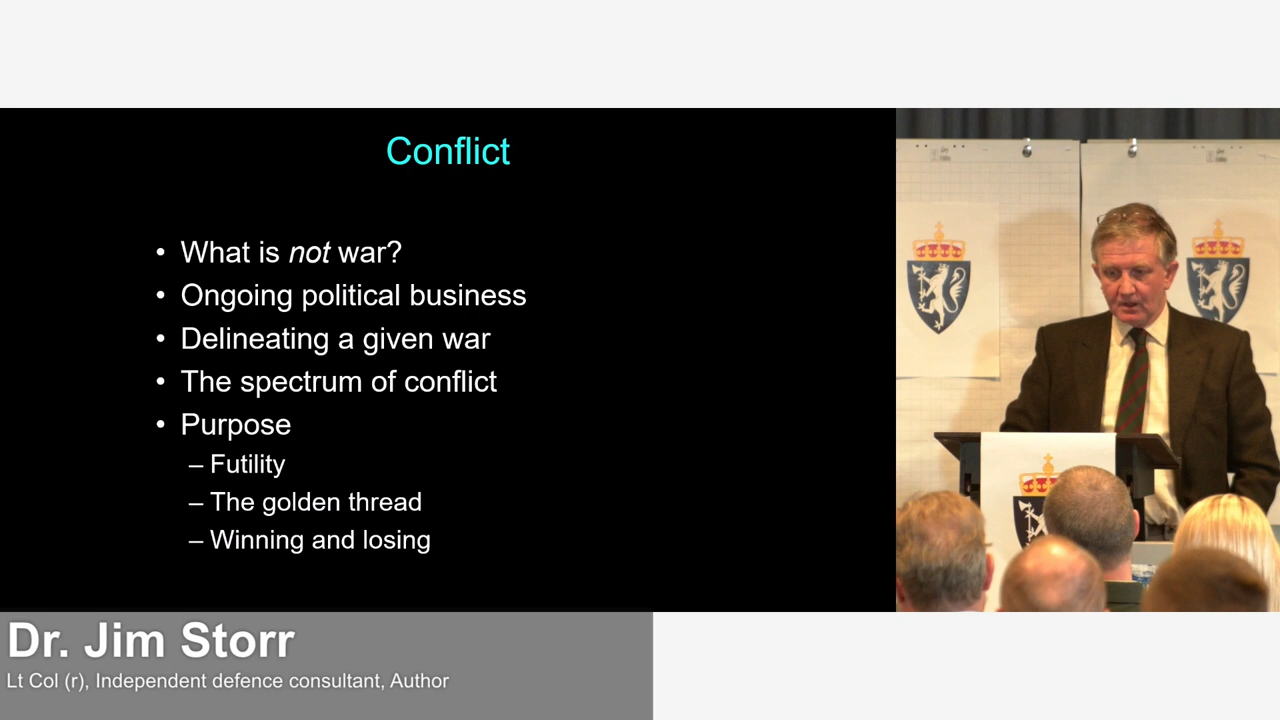 Conflict
• What is not war?
• Ongoing political business
• Delineating a given war
• The spectrum of conflict
• Purpose
– Futility
– The golden thread
– Winning and losing
Dr. Jim Storr
Lt Col (r), Independent defence consultant, Author